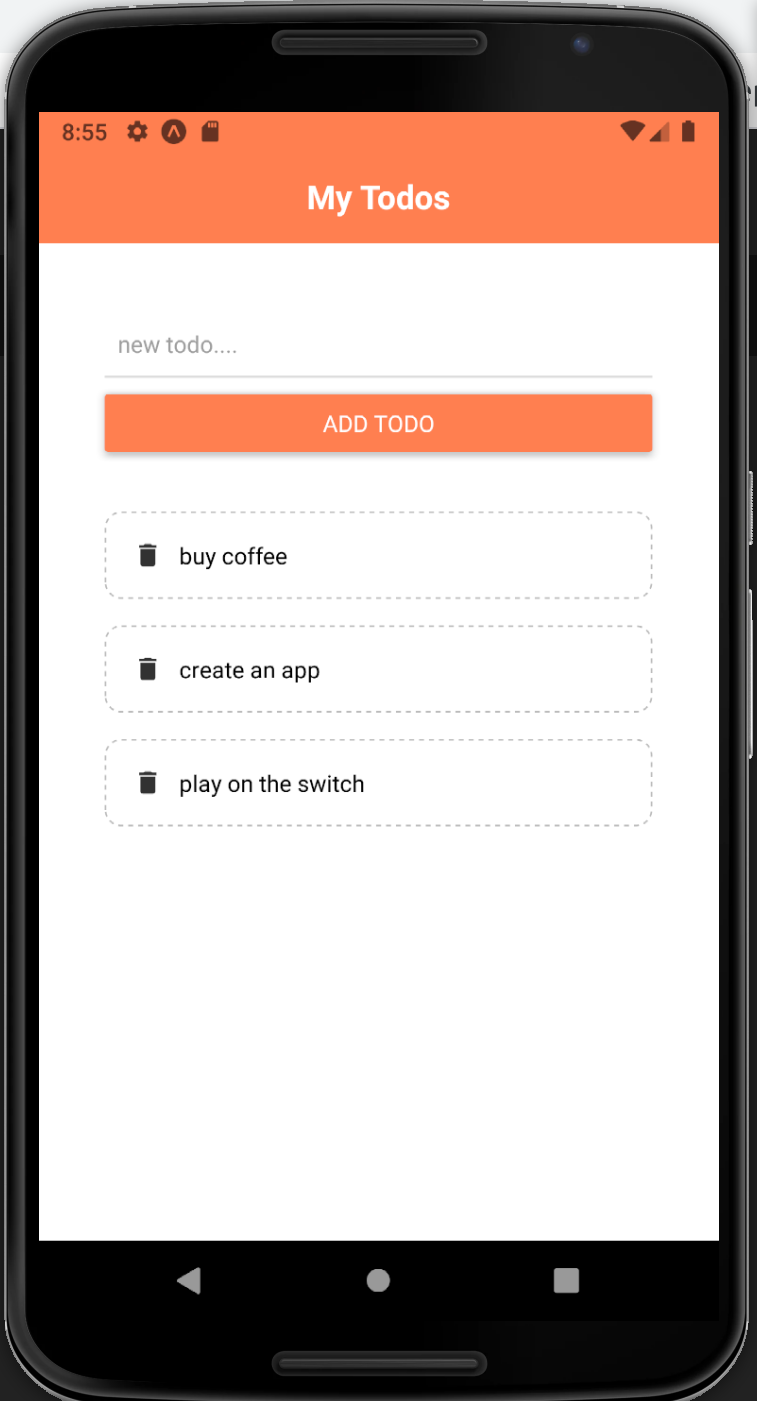 8:55
My Todos
new todo....
ADD TODO
buy coffee
create an app
play on the switch